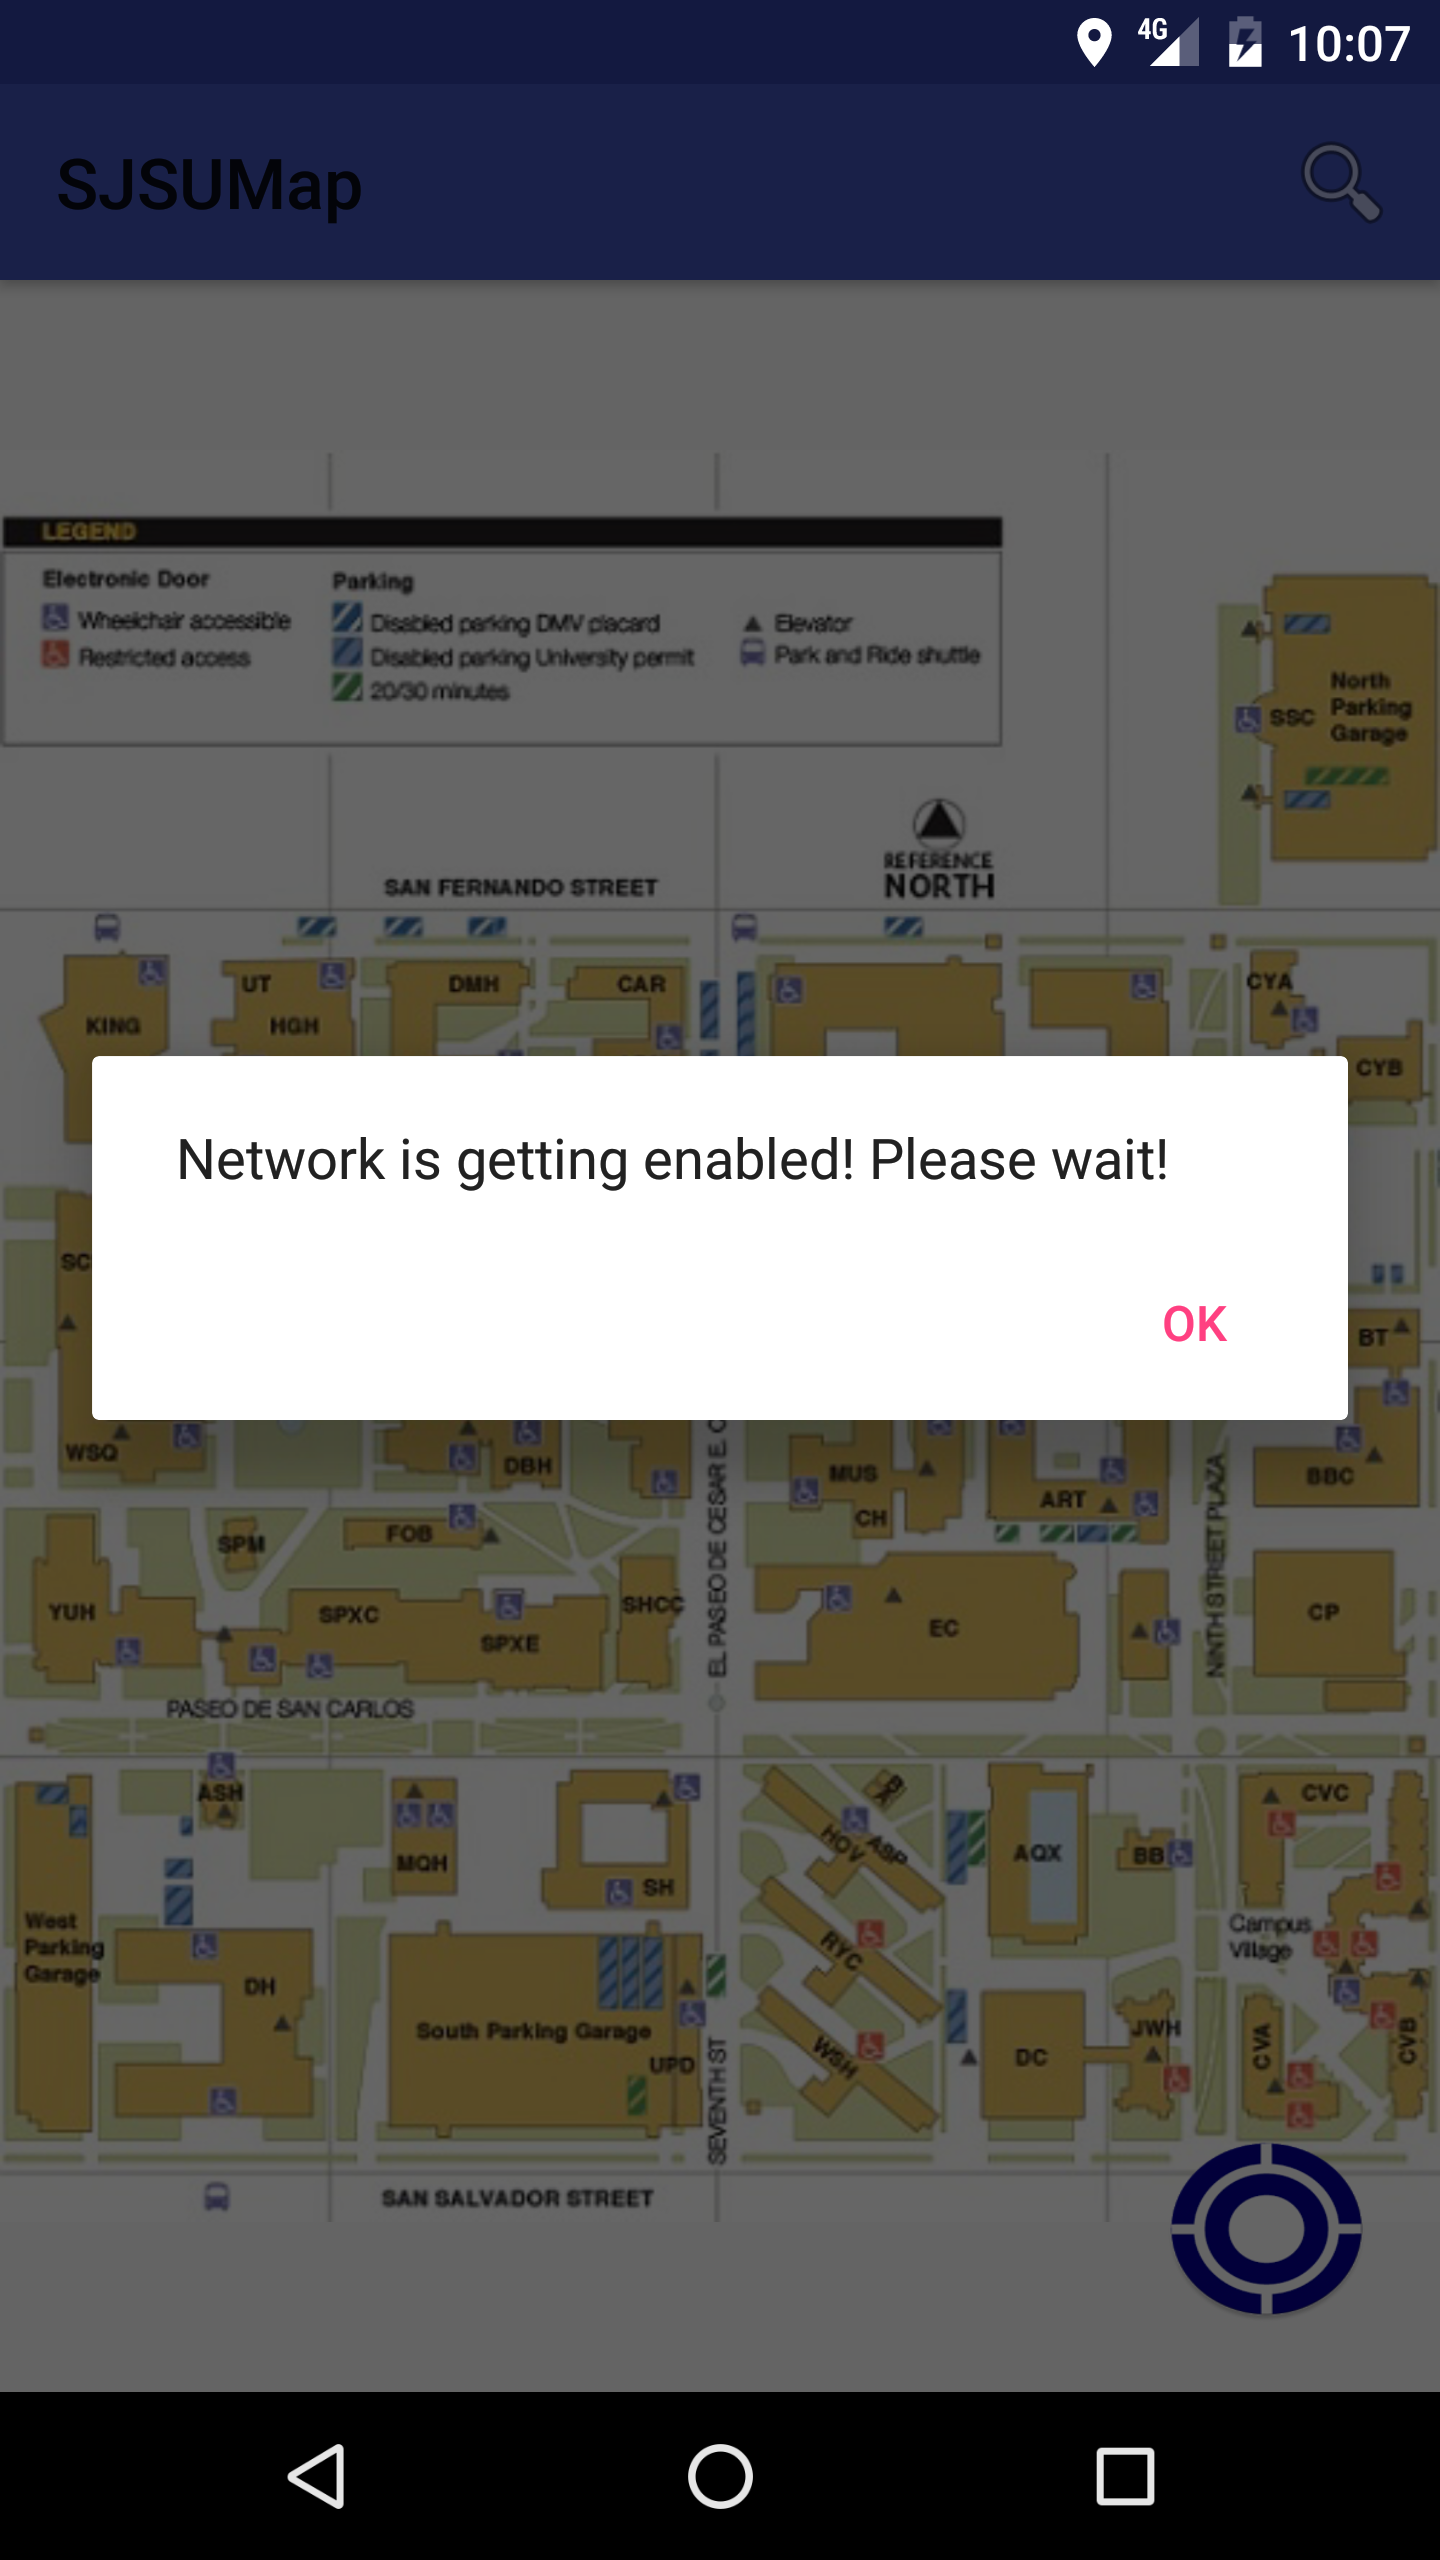 4G 10:07
SJSUMap
LEGEND
Electronic Door
Wheelchair accessible
Restricted access
Parking
Disabled parking DMV placard
Disabled parking University permit
20/30 minutes
Elevator
Park and Ride shuttle
North
Parking
Garage
SSC
REFERENCE
NORTH
SAN FERNANDO STREET
KING
UT
HGH
DMH
CAR
CYA
CYB
Network is getting enabled! Please wait!
OK
SC
BT
WSQ
DBH
MUS
CH
ART
BBC
EL PASEO DE CESAR E. C
NINTH STREET PLAZA
SPM
FOB
YUH
SPXC
SPXE
SHCC
EC
CP
PASEO DE SAN CARLOS
ASH
MQH
SH
BK
HOV
ASP
AQX
BB
CVC
West
Parking
Garage
DH
South Parking Garage
UPD
SEVENTH ST
RYC
WSH
DC
JWH
Campus
Village
CVA
CVB
SAN SALVADOR STREET